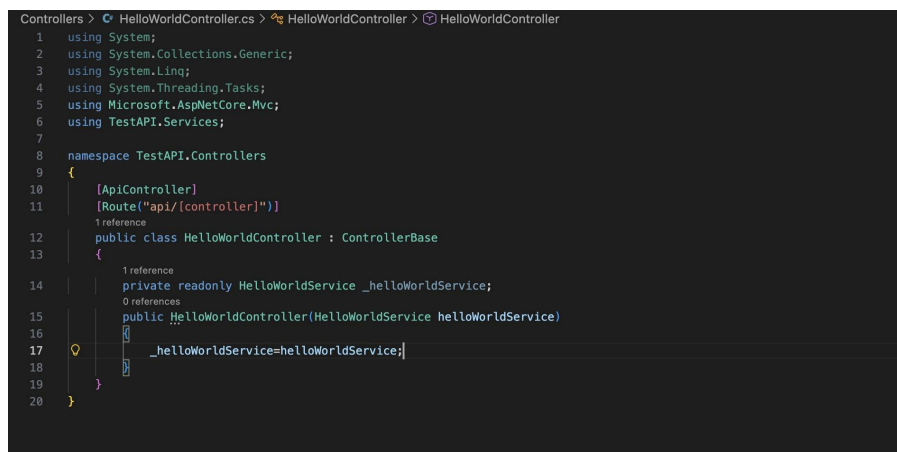 Controllers > HelloWorldController.cs > HelloWorldController > HelloWorldController
1 using System;
2 using System.Collections.Generic;
3 using System.Linq;
4 using System.Threading.Tasks;
5 using Microsoft.AspNetCore.Mvc;
6 using TestAPI.Services;
7
8 namespace TestAPI.Controllers
9 {
10 [ApiController]
11 [Route("api/[controller]")]
1 reference
12 public class HelloWorldController : ControllerBase
13 {
1 reference
14 private readonly HelloWorldService _helloWorldService;
0 references
15 public HelloWorldController(HelloWorldService helloWorldService)
16 {
17 _helloWorldService=helloWorldService;
18 }
19 }
20 }